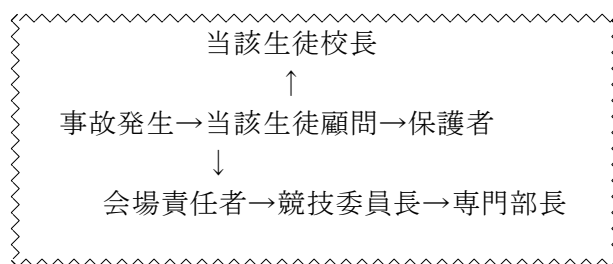 当該生徒校長
↑
事故発生→当該生徒顧問→保護者
↓
会場責任者→競技委員長→専門部長